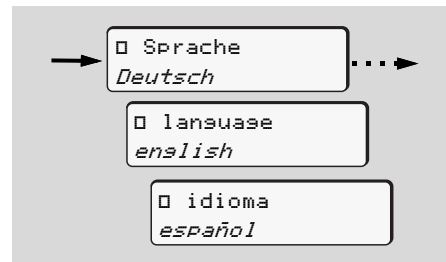 ▯ Sprache
Deutsch
▯ language
english
▯ idioma
español